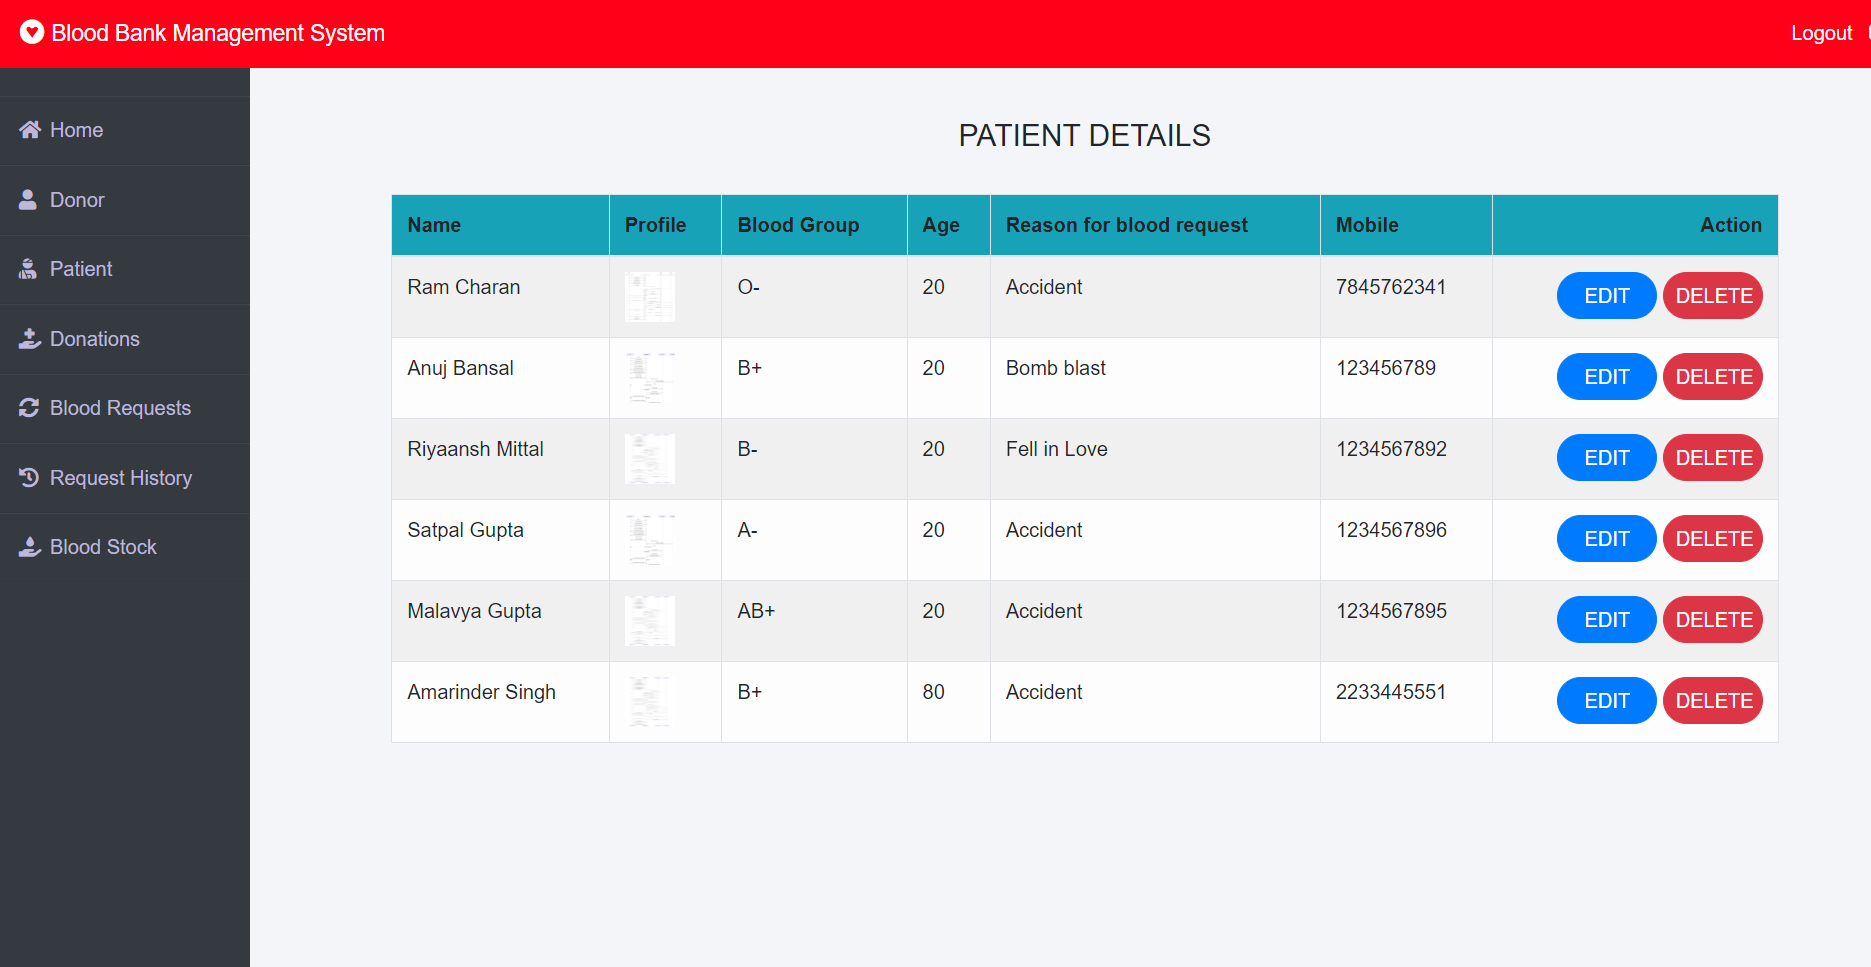 Blood Bank Management System
Logout
Home
Donor
Patient
Donations
Blood Requests
Request History
Blood Stock
PATIENT DETAILS
Name Profile Blood Group Age Reason for blood request Mobile Action
Ram Charan O- 20 Accident 7845762341 EDIT DELETE
Anuj Bansal B+ 20 Bomb blast 123456789 EDIT DELETE
Riyaansh Mittal B- 20 Fell in Love 1234567892 EDIT DELETE
Satpal Gupta A- 20 Accident 1234567896 EDIT DELETE
Malavya Gupta AB+ 20 Accident 1234567895 EDIT DELETE
Amarinder Singh B+ 80 Accident 2233445551 EDIT DELETE